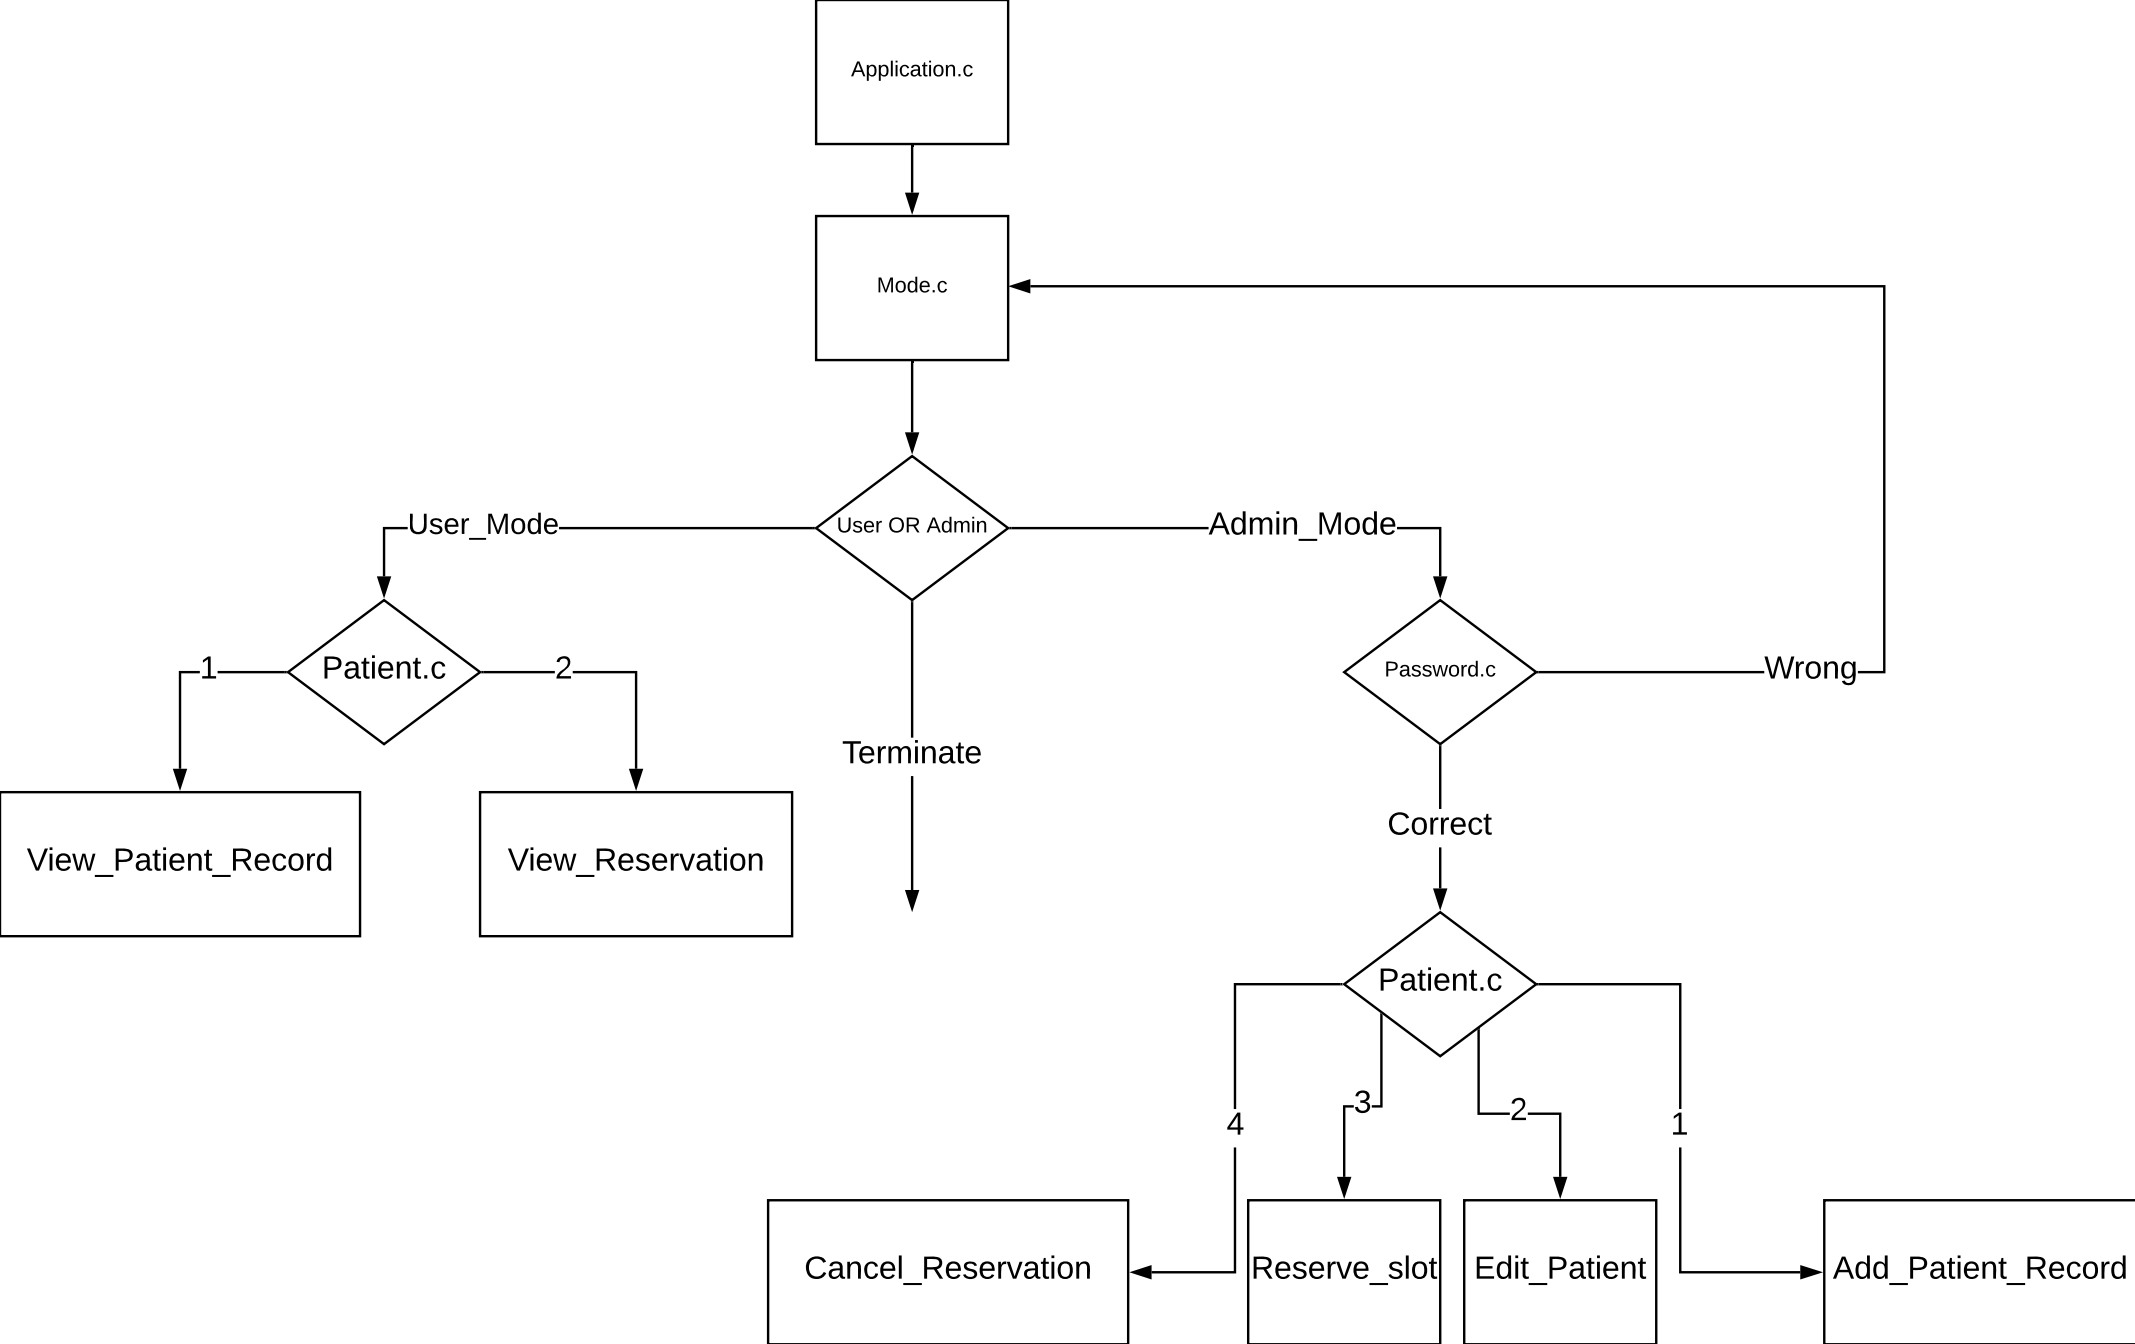 Application.c
Mode.c
User OR Admin
User_Mode
Admin_Mode
Patient.c
1
2
Password.c
Wrong
Terminate
Correct
View_Patient_Record
View_Reservation
Patient.c
4
3
2
1
Cancel_Reservation
Reserve_slot
Edit_Patient
Add_Patient_Record